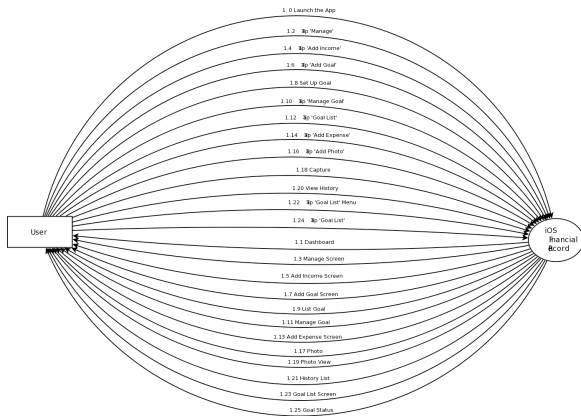 1. 0 Launch the App
1.2 Tap 'Manage'
1.4 Tap 'Add Income'
1.6 Tap 'Add Goal'
1.8 Set Up Goal
1.10 Tap 'Manage Goal'
1.12 Tap 'Goal List'
1.14 Tap 'Add Expense'
1.16 Tap 'Add Photo'
1.18 Capture
1.20 View History
1.22 Tap 'Goal List' Menu
1.24 Tap 'Goal List'
User
iOS
Financial
Record
1.1 Dashboard
1.3 Manage Screen
1.5 Add Income Screen
1.7 Add Goal Screen
1.9 List Goal
1.11 Manage Goal
1.13 Add Expense Screen
1.17 Photo
1.19 Photo View
1.21 History List
1.23 Goal List Screen
1.25 Goal Status